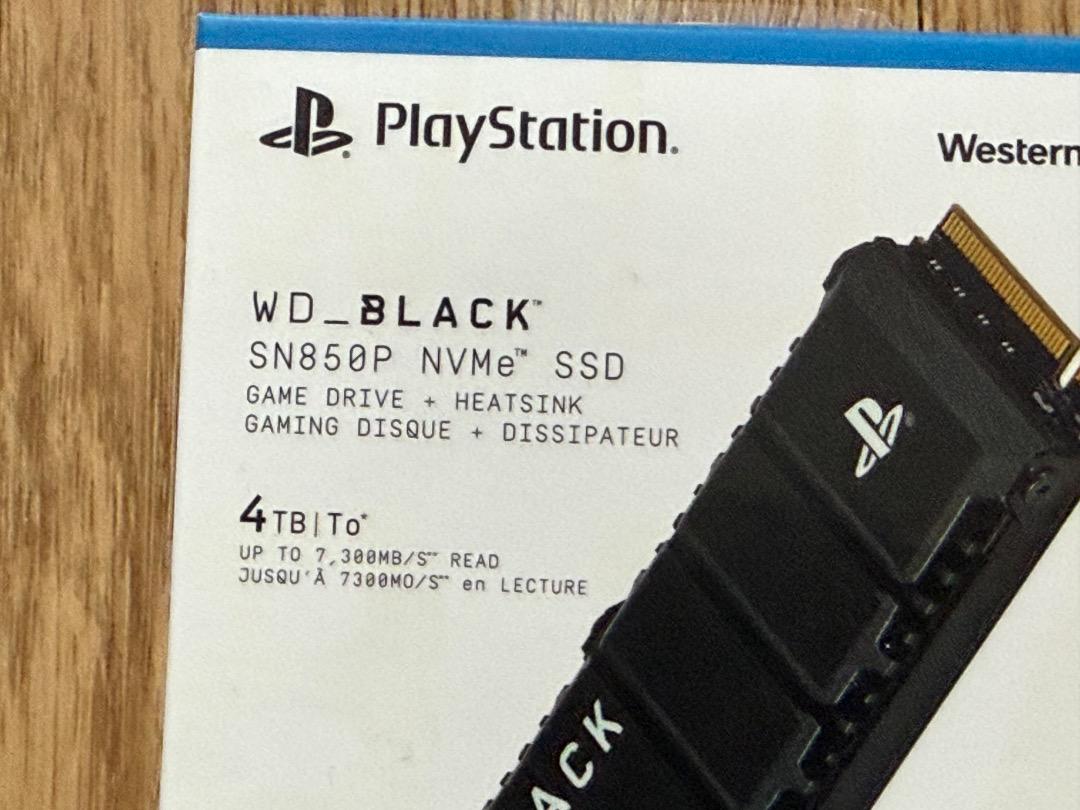 PlayStation®
Western
WD_BLACK™
SN850P NVMe™ SSD
GAME DRIVE + HEATSINK
GAMING DISQUE + DISSIPATEUR
4TB|To*
UP TO 7,300MB/S** READ
JUSQU'À 7300MO/S** en LECTURE
ACK